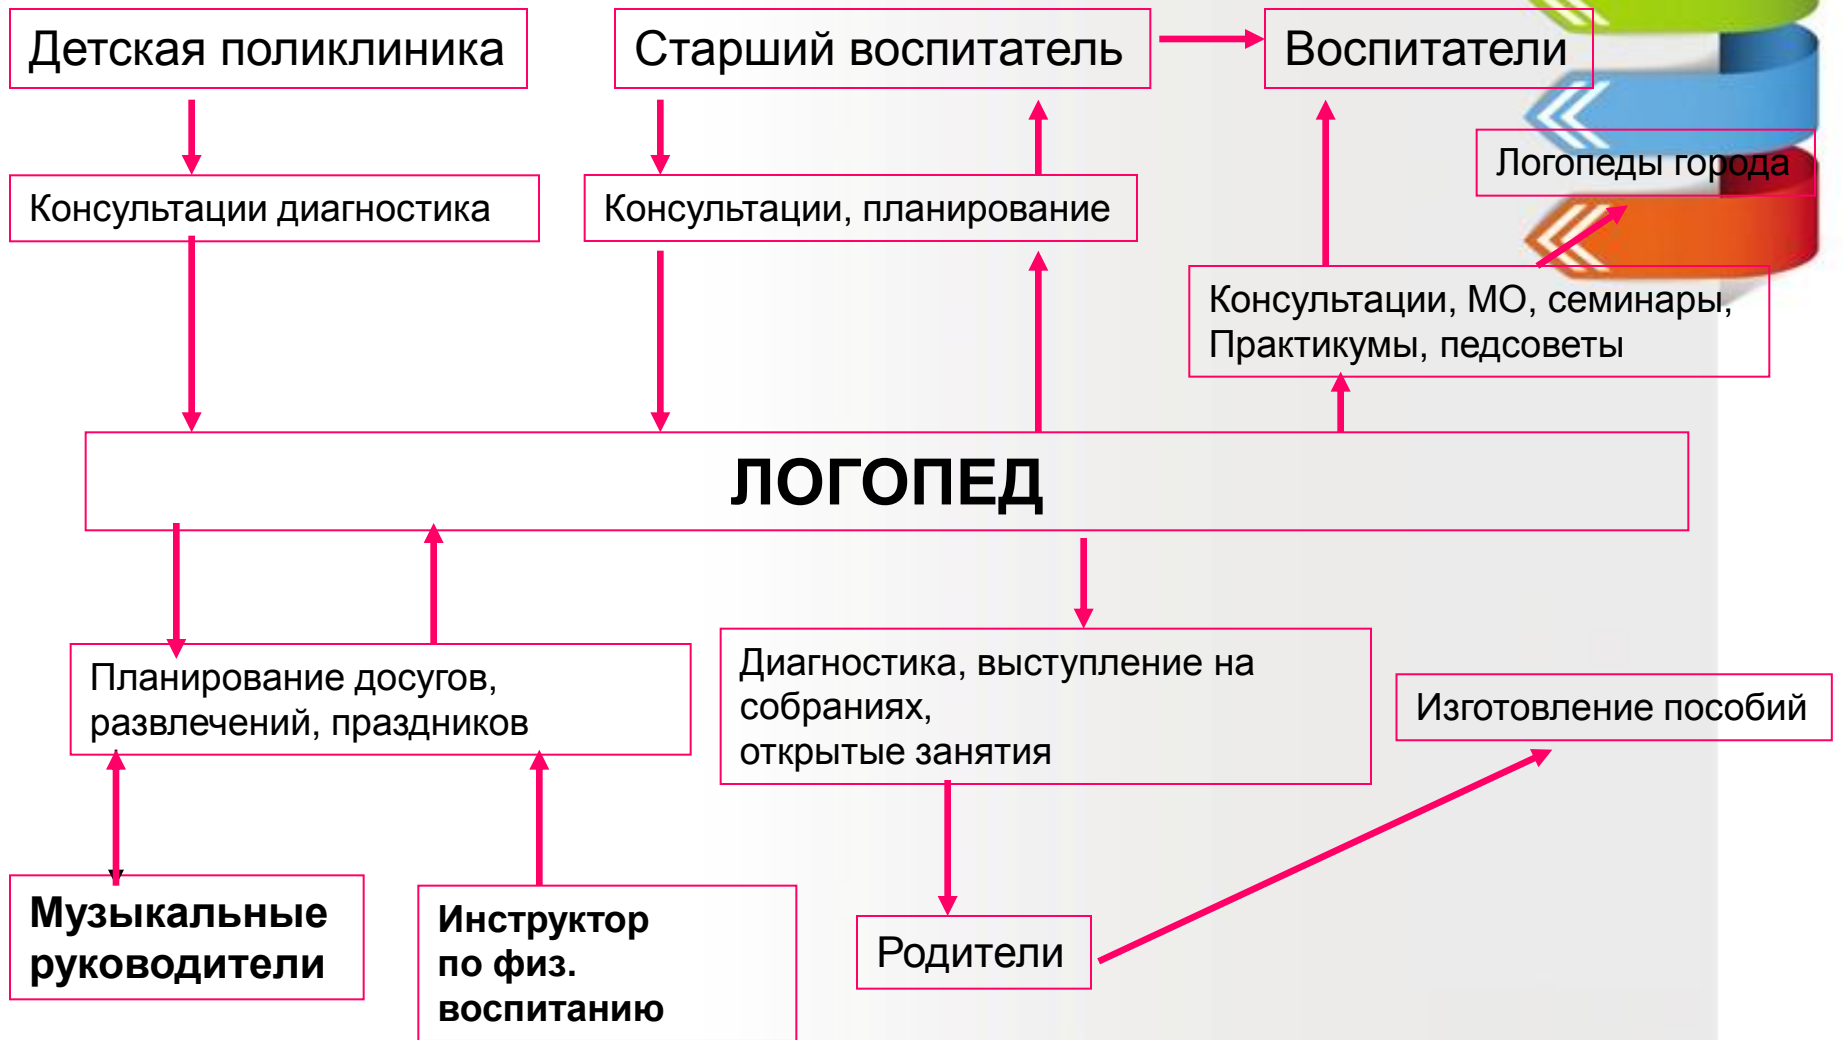 Детская поликлиника
Старший воспитатель
Воспитатели
Логопеды города
Консультации диагностика
Консультации, планирование
Консультации, МО, семинары,
Практикумы, педсоветы
ЛОГОПЕД
Планирование досугов,
развлечений, праздников
Диагностика, выступление на
собраниях,
открытые занятия
Изготовление пособий
Музыкальные
руководители
Инструктор
по физ.
воспитанию
Родители